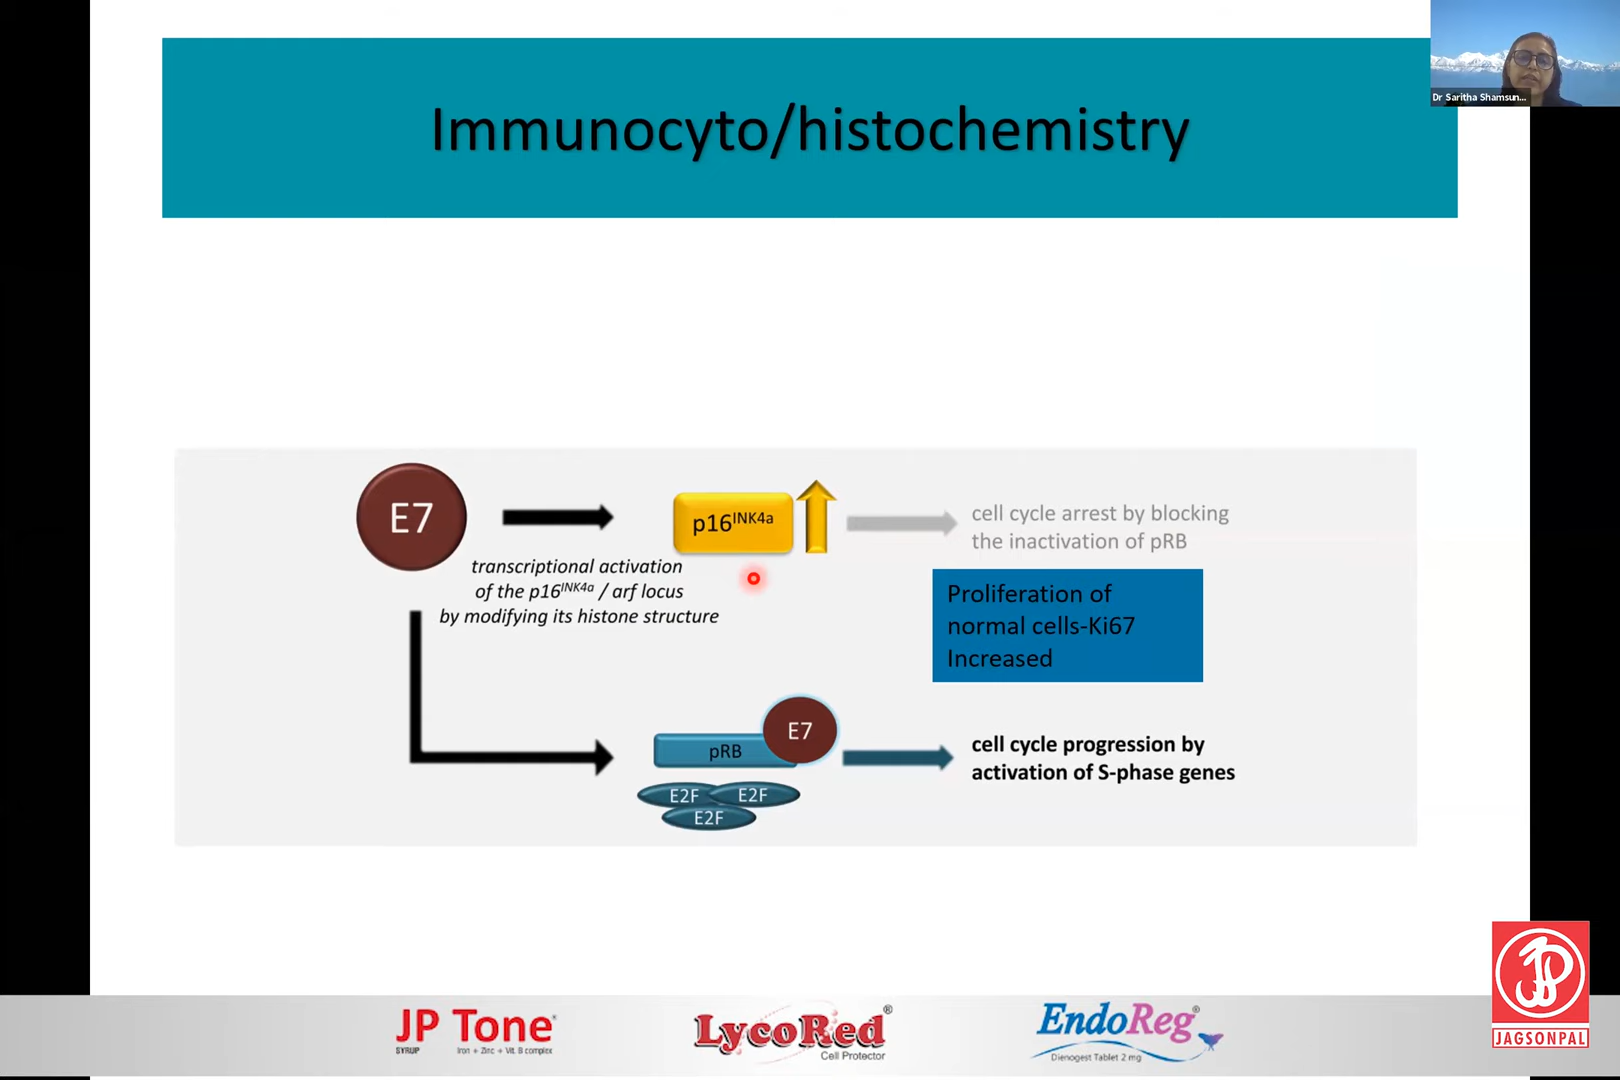 Immunocyto/histochemistry
Dr Saritha Shamsun...
E7
p16INK4a
cell cycle arrest by blocking
the inactivation of pRB
transcriptional activation
of the p16INK4a / arf locus
by modifying its histone structure
Proliferation of
normal cells-Ki67
Increased
E7
pRB
cell cycle progression by
activation of S-phase genes
E2F E2F
E2F
JP Tone
SYRUP Iron + Zinc + Vit. B complex
LycoRed®
Cell Protector
EndoReg®
Dienogest Tablet 2 mg
JAGSONPAL